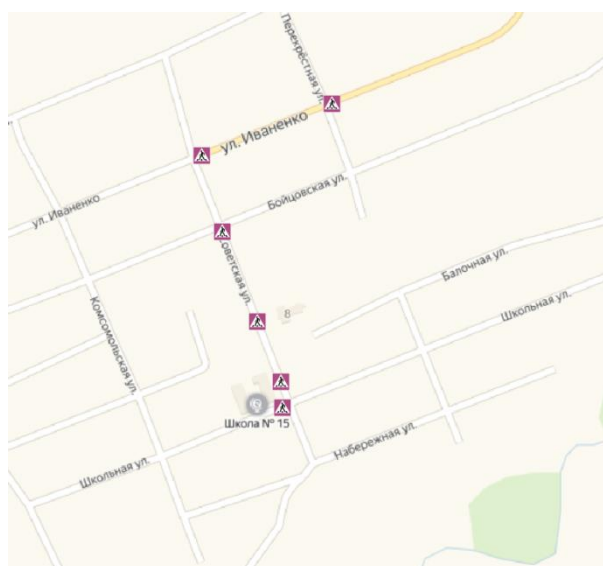 Перекрёстная ул.
ул. Иваненко
ул. Иваненко
Бойцовская ул.
оветская ул.
Балочная ул.
8
Школьная ул.
Комсомольская ул.
Школа № 15
Набережная ул.
Школьная ул.